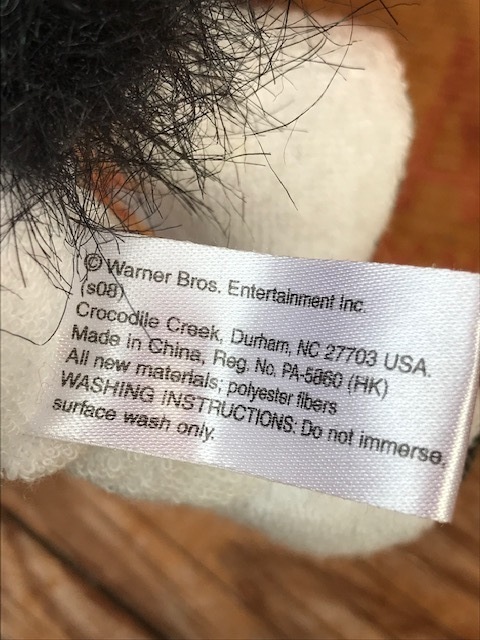 © Warner Bros. Entertainment Inc.
(s08)
Crocodile Creek, Durham, NC 27703 USA.
Made in China, Reg. No. PA-5860 (HK)
All new materials; polyester fibers
WASHING INSTRUCTIONS: Do not immerse,
surface wash only.